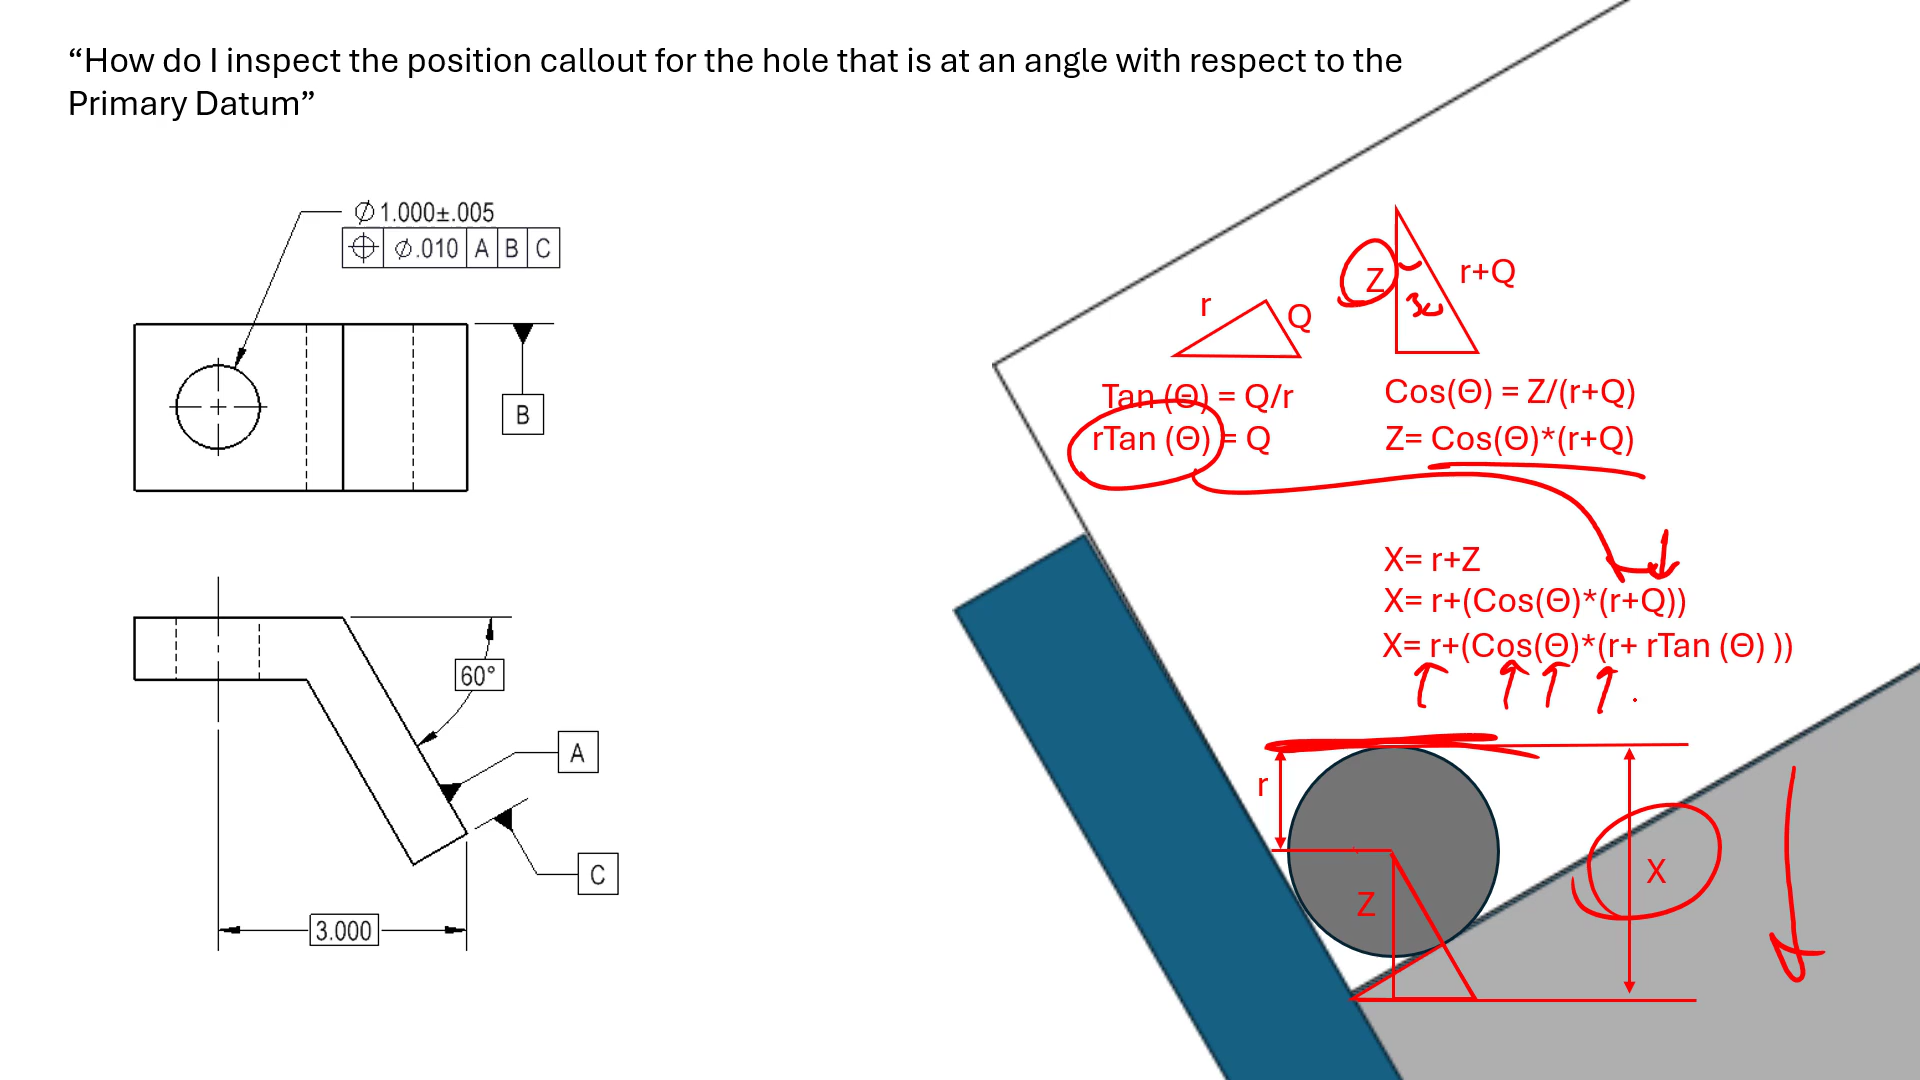 “How do I inspect the position callout for the hole that is at an angle with respect to the
Primary Datum”
∅1.000±.005
⌖ ∅.010 A B C
B
60°
A
C
3.000
r
Q
Tan (Θ) = Q/r
rTan (Θ) = Q
Z
r+Q
Cos(Θ) = Z/(r+Q)
Z= Cos(Θ)*(r+Q)
X= r+Z
X= r+(Cos(Θ)*(r+Q))
X= r+(Cos(Θ)*(r+ rTan (Θ) ))
r
Z
X